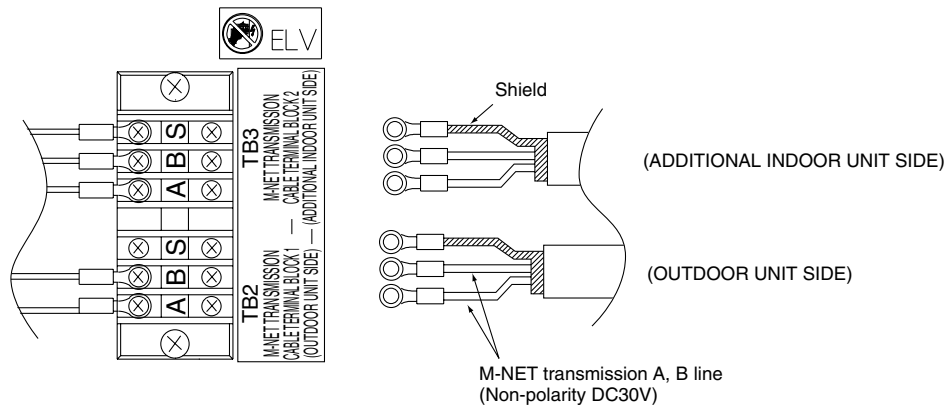 ELV
S
B
A
S
B
A
TB3
M-NET TRANSMISSION
CABLE TERMINAL BLOCK 2
(ADDITIONAL INDOOR UNIT SIDE)
TB2
M-NET TRANSMISSION
CABLE TERMINAL BLOCK 1
(OUTDOOR UNIT SIDE)
Shield
(ADDITIONAL INDOOR UNIT SIDE)
(OUTDOOR UNIT SIDE)
M-NET transmission A, B line
(Non-polarity DC30V)